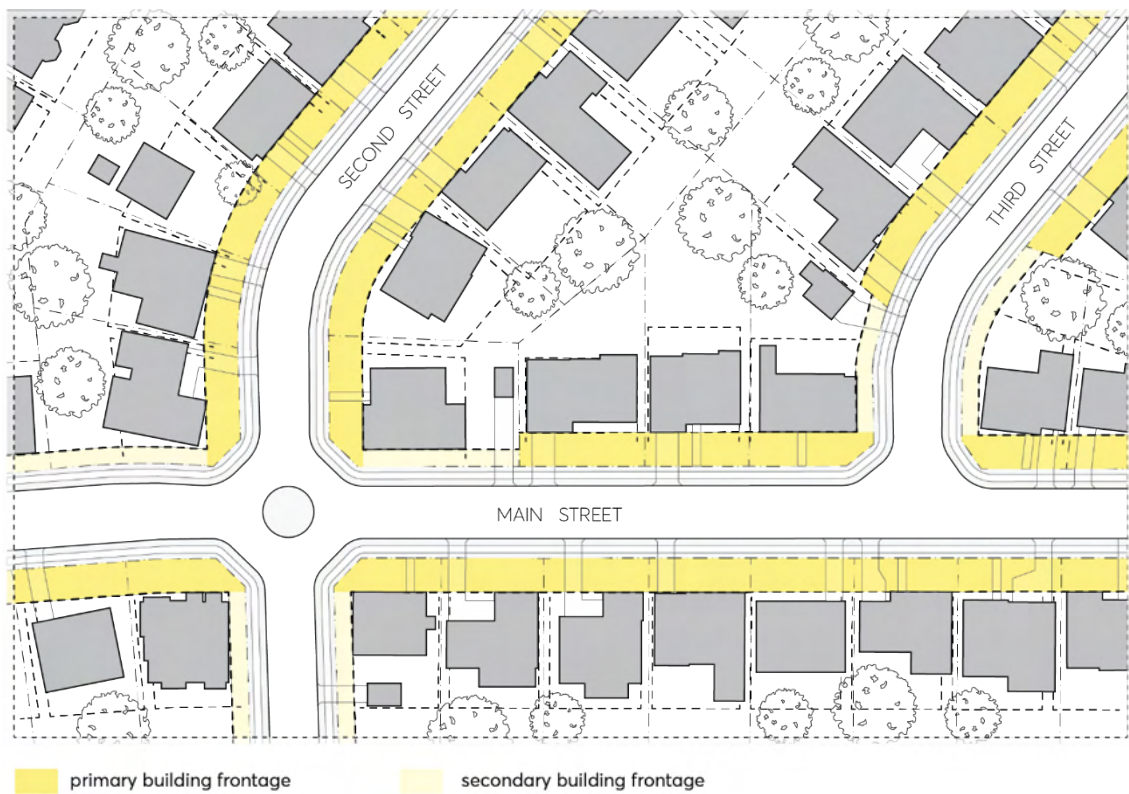 SECOND STREET
THIRD STREET
MAIN STREET
primary building frontage
secondary building frontage